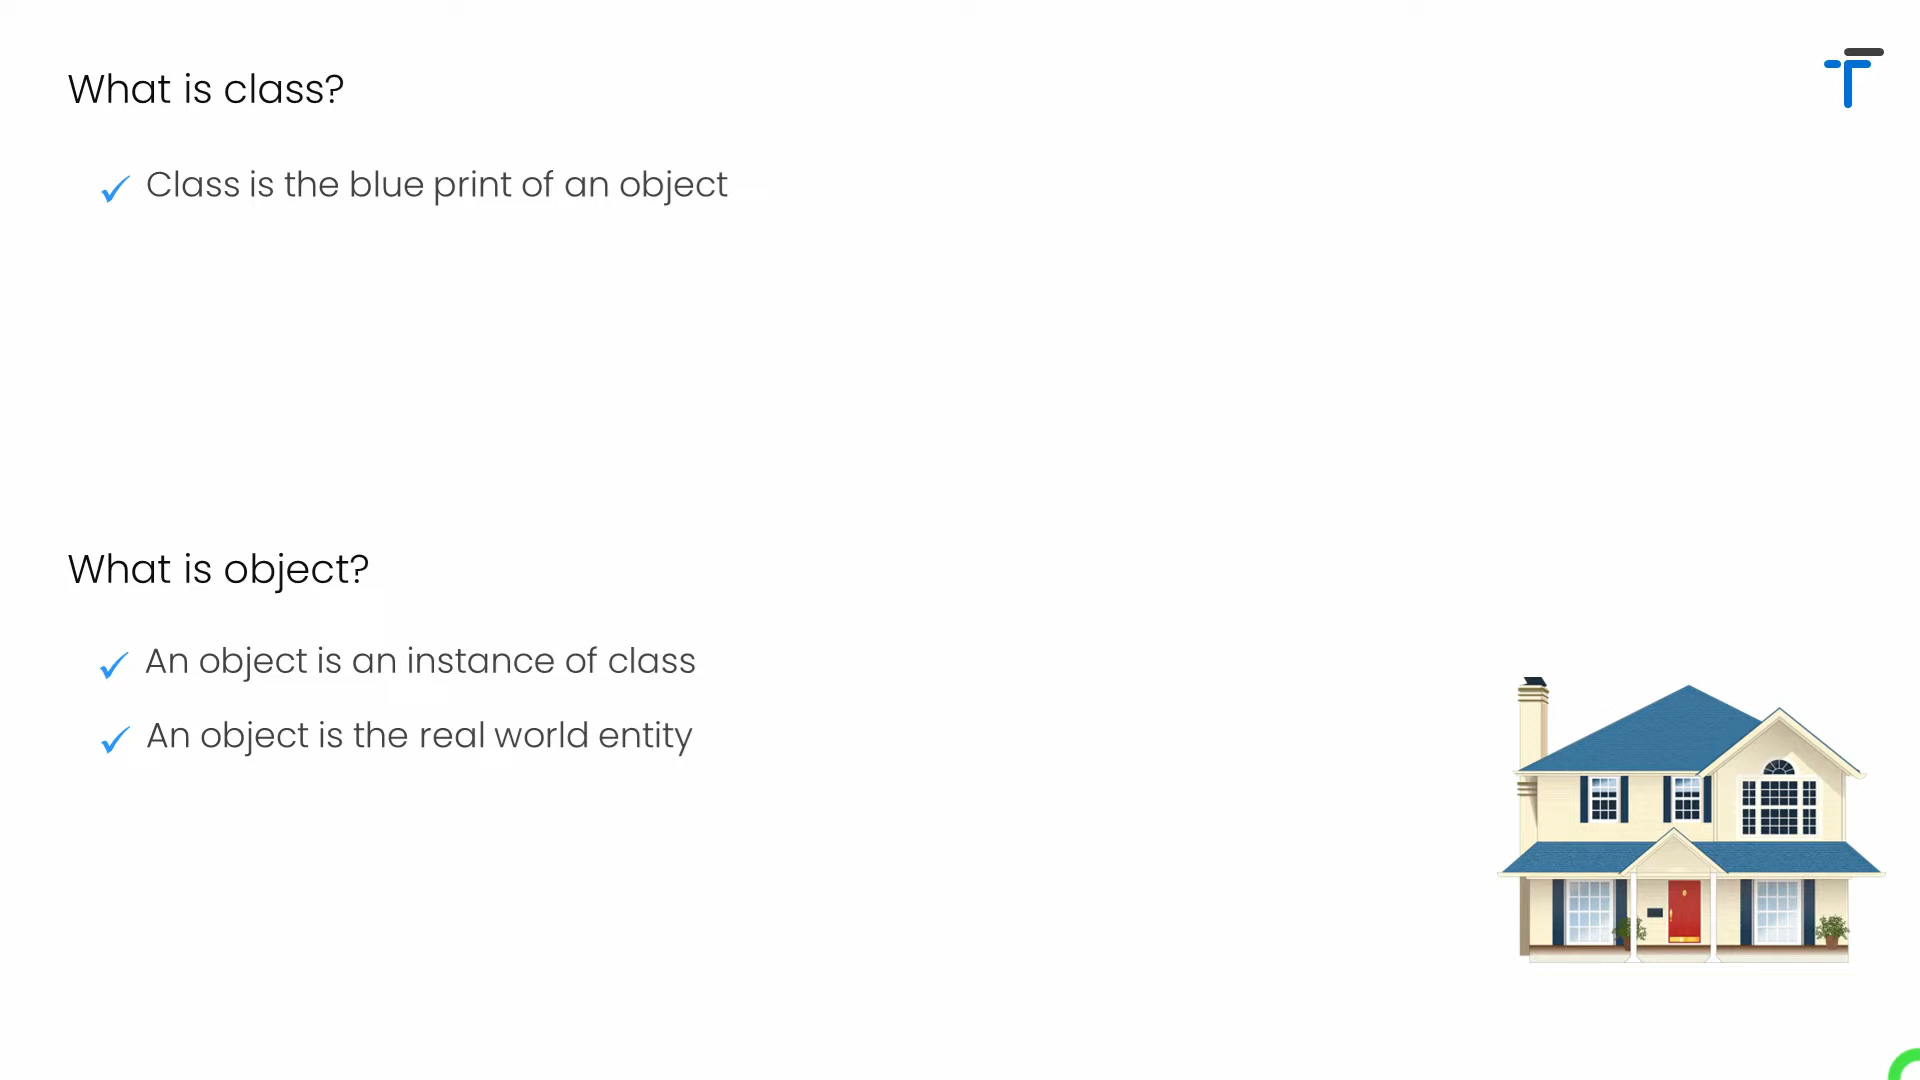 What is class?
Class is the blue print of an object
What is object?
An object is an instance of class
An object is the real world entity